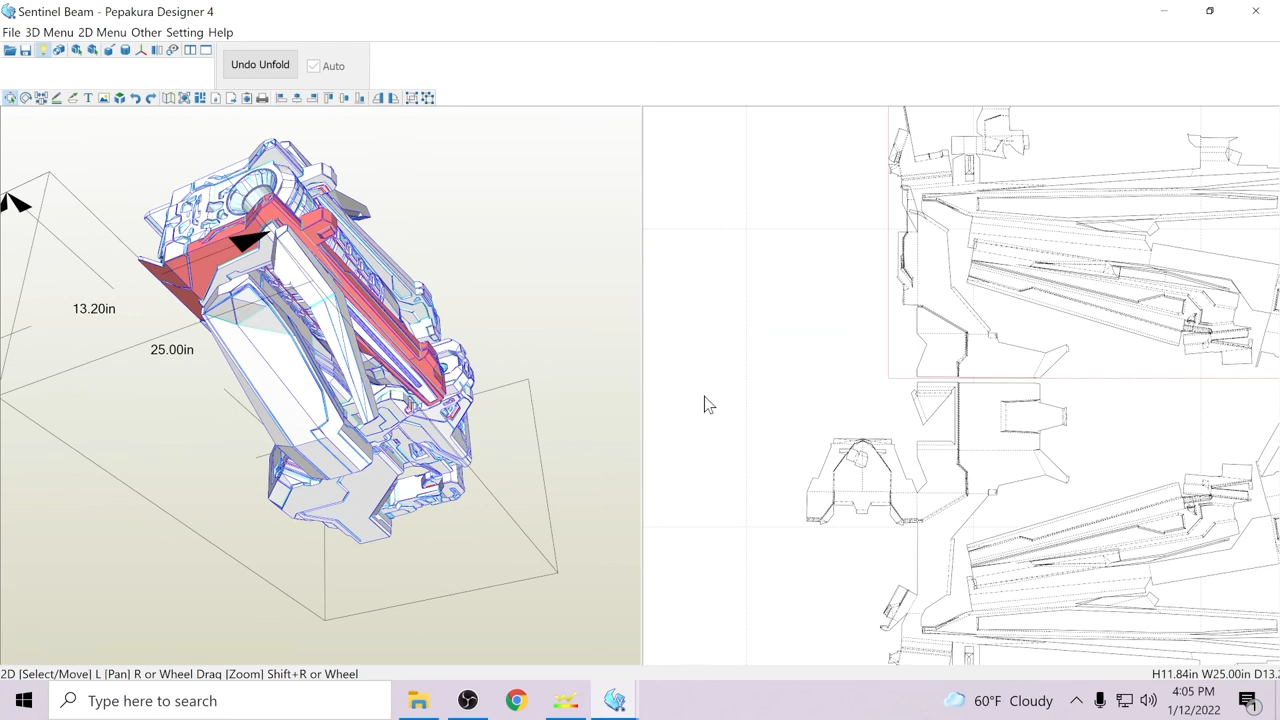 Sentinel Beam - Pepakura Designer 4
File 3D Menu 2D Menu Other Setting Help
Undo Unfold Auto
13.20in
25.00in
2D [Select/Move] L [Pan] R or Wheel Drag [Zoom] Shift+R or Wheel
H11.84in W25.00in D13.2
Type here to search
60°F Cloudy
4:05 PM
1/12/2022
1